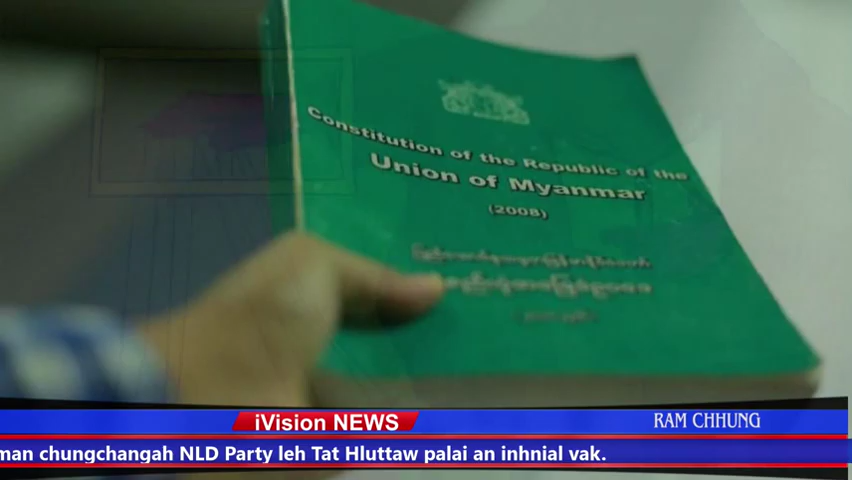 Constitution of the Republic of the
Union of Myanmar
(2008)
iVision NEWS
RAM CHHUNG
man chungchangah NLD Party leh Tat Hluttaw palai an inhnial vak.